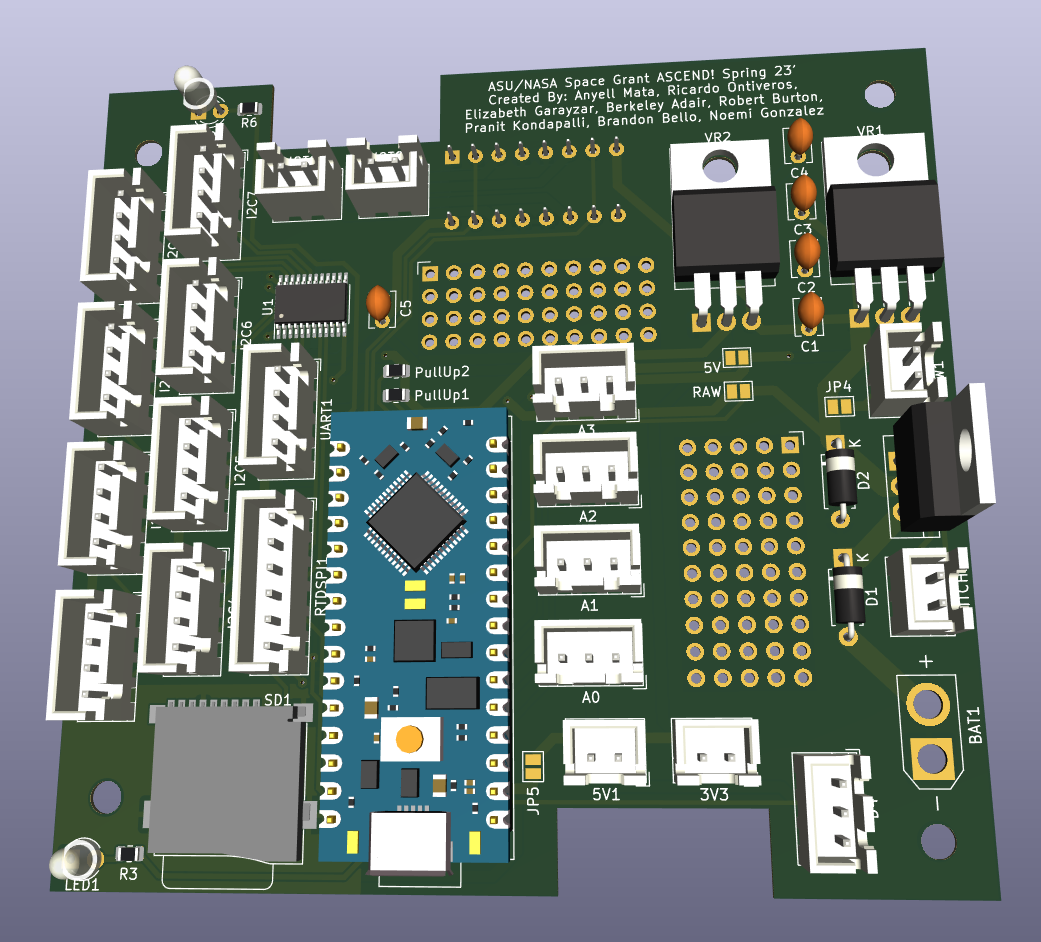 ASU/NASA Space Grant ASCEND! Spring 23'
Created By: Anyell Mata, Ricardo Ontiveros,
Elizabeth Garayzar, Berkeley Adair, Robert Burton,
Pranit Kondapalli, Brandon Bello, Noemi Gonzalez
R6
VR2
VR1
C4
C3
C2
C1
I2C7
I2C6
U1
C5
PullUp2
PullUp1
5V
RAW
JP4
UART1
I2C5
A3
K
D2
A2
RTDSPI1
A1
K
D1
A0
SD1
+
BAT1
-
JP5
5V1
3V3
LED1
R3